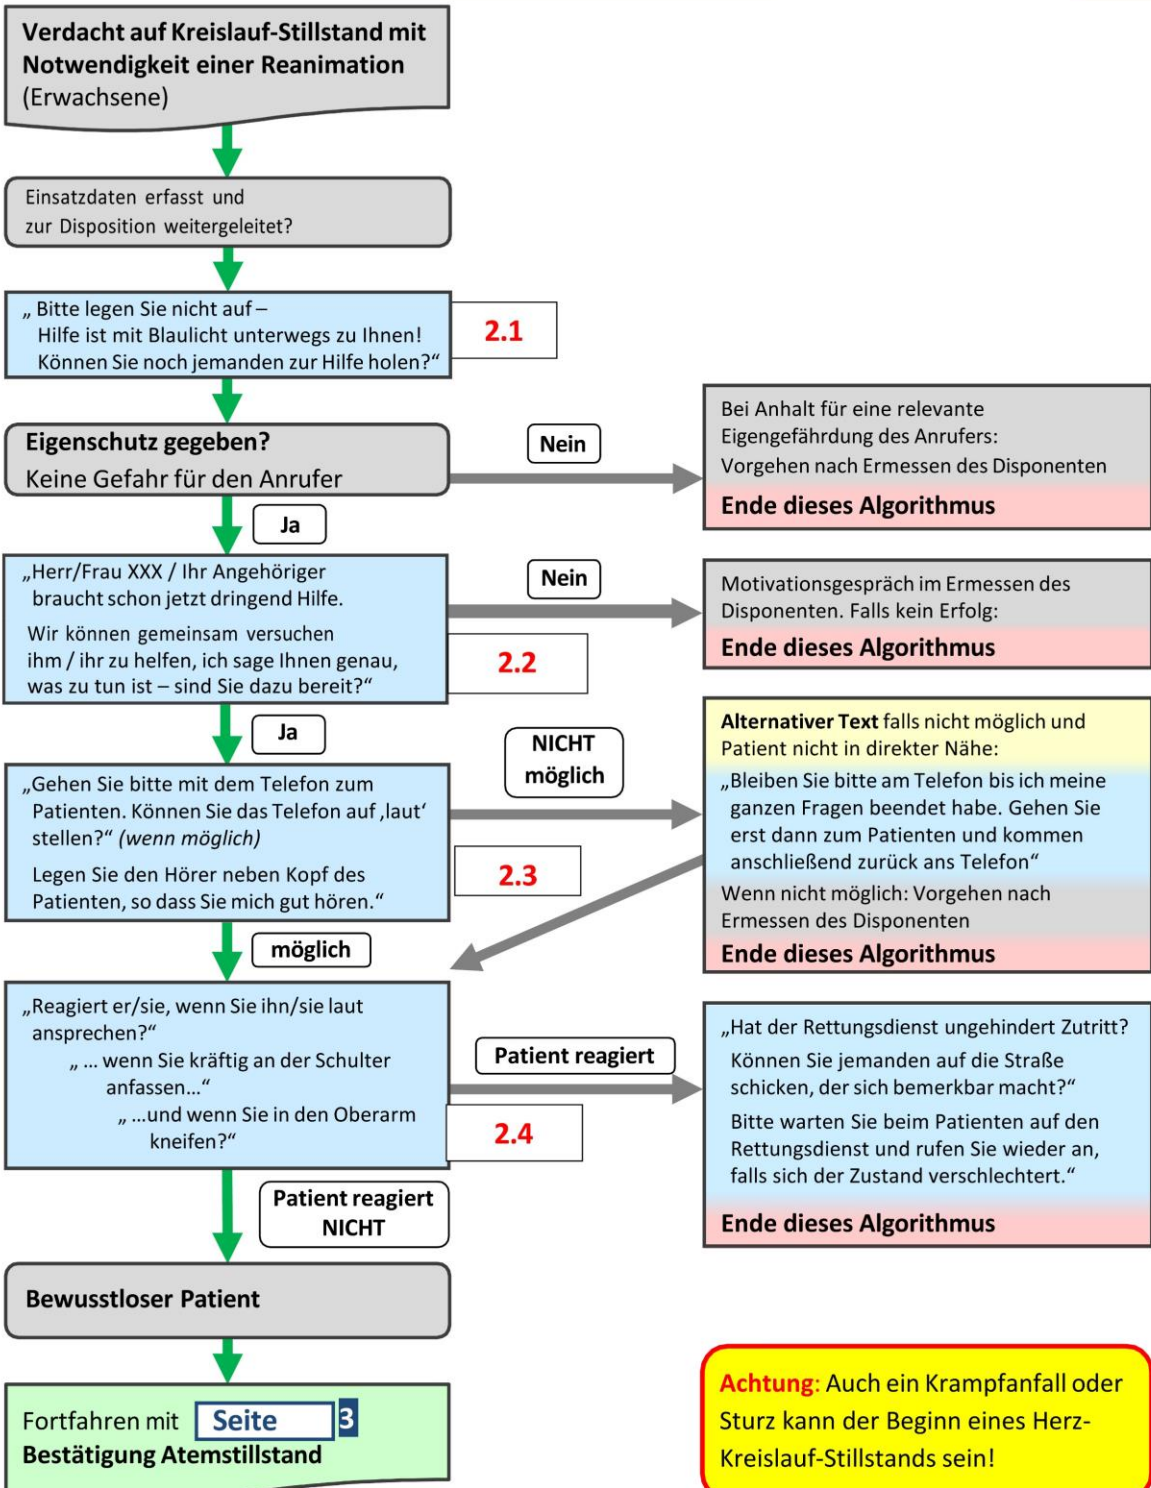 Verdacht auf Kreislauf-Stillstand mit
Notwendigkeit einer Reanimation
(Erwachsene)
Einsatzdaten erfasst und
zur Disposition weitergeleitet?
„ Bitte legen Sie nicht auf –
Hilfe ist mit Blaulicht unterwegs zu Ihnen!
Können Sie noch jemanden zur Hilfe holen?“
2.1
Eigenschutz gegeben?
Keine Gefahr für den Anrufer
Nein
Bei Anhalt für eine relevante
Eigengefährdung des Anrufers:
Vorgehen nach Ermessen des Disponenten
Ende dieses Algorithmus
Ja
„Herr/Frau XXX / Ihr Angehöriger
braucht schon jetzt dringend Hilfe.
Wir können gemeinsam versuchen
ihm / ihr zu helfen, ich sage Ihnen genau,
was zu tun ist – sind Sie dazu bereit?“
2.2
Nein
Motivationsgespräch im Ermessen des
Disponenten. Falls kein Erfolg:
Ende dieses Algorithmus
Ja
„Gehen Sie bitte mit dem Telefon zum
Patienten. Können Sie das Telefon auf ‚laut‘
stellen?“ (wenn möglich)
Legen Sie den Hörer neben Kopf des
Patienten, so dass Sie mich gut hören.“
2.3
NICHT
möglich
Alternativer Text falls nicht möglich und
Patient nicht in direkter Nähe:
„Bleiben Sie bitte am Telefon bis ich meine
ganzen Fragen beendet habe. Gehen Sie
erst dann zum Patienten und kommen
anschließend zurück ans Telefon“
Wenn nicht möglich: Vorgehen nach
Ermessen des Disponenten
Ende dieses Algorithmus
möglich
„Reagiert er/sie, wenn Sie ihn/sie laut
ansprechen?“
„ ... wenn Sie kräftig an der Schulter
anfassen...“
„ ...und wenn Sie in den Oberarm
kneifen?“
2.4
Patient reagiert
„Hat der Rettungsdienst ungehindert Zutritt?
Können Sie jemanden auf die Straße
schicken, der sich bemerkbar macht?“
Bitte warten Sie beim Patienten auf den
Rettungsdienst und rufen Sie wieder an,
falls sich der Zustand verschlechtert.“
Ende dieses Algorithmus
Patient reagiert
NICHT
Bewusstloser Patient
Fortfahren mit Seite 3
Bestätigung Atemstillstand
Achtung: Auch ein Krampfanfall oder
Sturz kann der Beginn eines Herz-
Kreislauf-Stillstands sein!